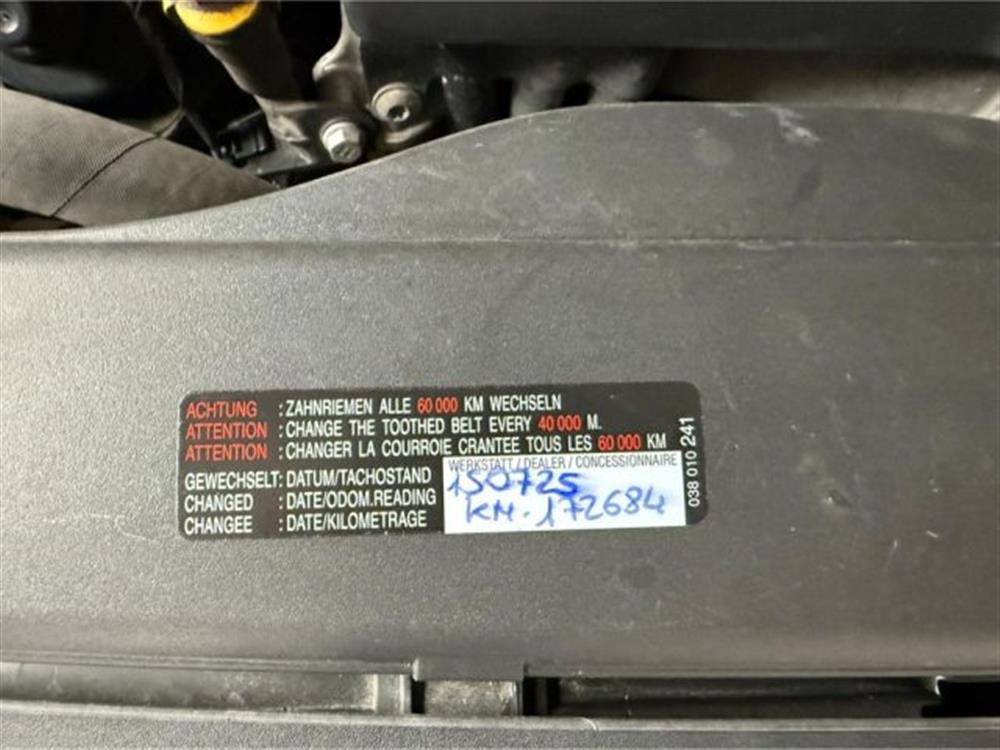 ACHTUNG : ZAHNRIEMEN ALLE 60 000 KM WECHSELN
ATTENTION : CHANGE THE TOOTHED BELT EVERY 40 000 M.
ATTENTION : CHANGER LA COURROIE CRANTEE TOUS LES 60 000 KM
GEWECHSELT: DATUM/TACHOSTAND
CHANGED : DATE/ODOM.READING
CHANGEE : DATE/KILOMETRAGE
WERKSTATT / DEALER / CONCESSIONNAIRE
150725
KM. 172684
038 010 241